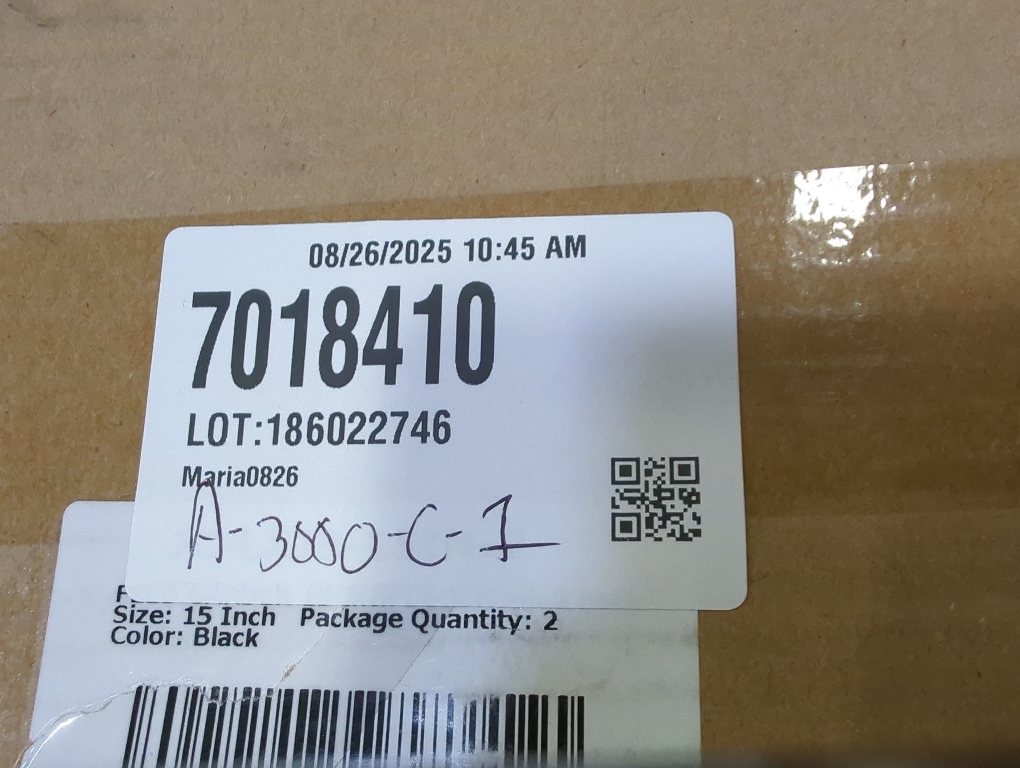 08/26/2025 10:45 AM
7018410
LOT:186022746
Maria0826
A-3000-C-1
Size: 15 Inch Package Quantity: 2
Color: Black